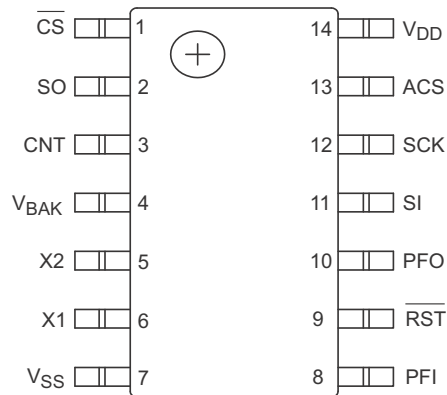 CS 1 14 VDD
SO 2 13 ACS
CNT 3 12 SCK
VBAK 4 11 SI
X2 5 10 PFO
X1 6 9 RST
VSS 7 8 PFI